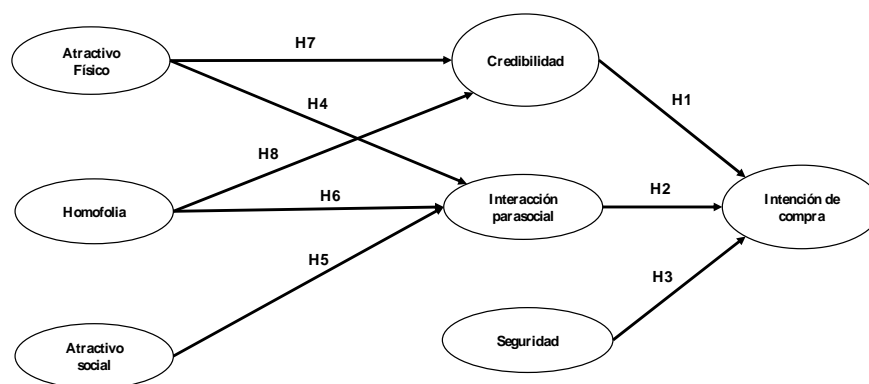 Atractivo
Físico
H7
Credibilidad
H4
H1
H8
Homofolia
H6
Interacción
parasocial
H2
Intención de
compra
H5
H3
Atractivo
social
Seguridad